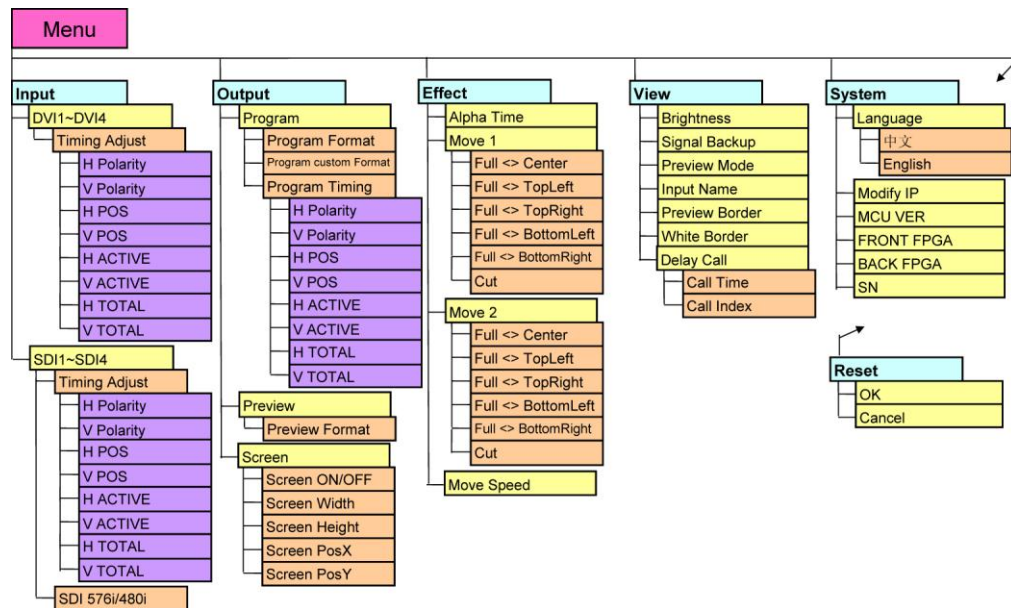 Menu
Input
DVI1~DVI4
Timing Adjust
H Polarity
V Polarity
H POS
V POS
H ACTIVE
V ACTIVE
H TOTAL
V TOTAL
SDI1~SDI4
Timing Adjust
H Polarity
V Polarity
H POS
V POS
H ACTIVE
V ACTIVE
H TOTAL
V TOTAL
SDI 576i/480i
Output
Program
Program Format
Program custom Format
Program Timing
H Polarity
V Polarity
H POS
V POS
H ACTIVE
V ACTIVE
H TOTAL
V TOTAL
Preview
Preview Format
Screen
Screen ON/OFF
Screen Width
Screen Height
Screen PosX
Screen PosY
Effect
Alpha Time
Move 1
Full <> Center
Full <> TopLeft
Full <> TopRight
Full <> BottomLeft
Full <> BottomRight
Cut
Move 2
Full <> Center
Full <> TopLeft
Full <> TopRight
Full <> BottomLeft
Full <> BottomRight
Cut
Move Speed
View
Brightness
Signal Backup
Preview Mode
Input Name
Preview Border
White Border
Delay Call
Call Time
Call Index
System
Language
中文
English
Modify IP
MCU VER
FRONT FPGA
BACK FPGA
SN
Reset
OK
Cancel